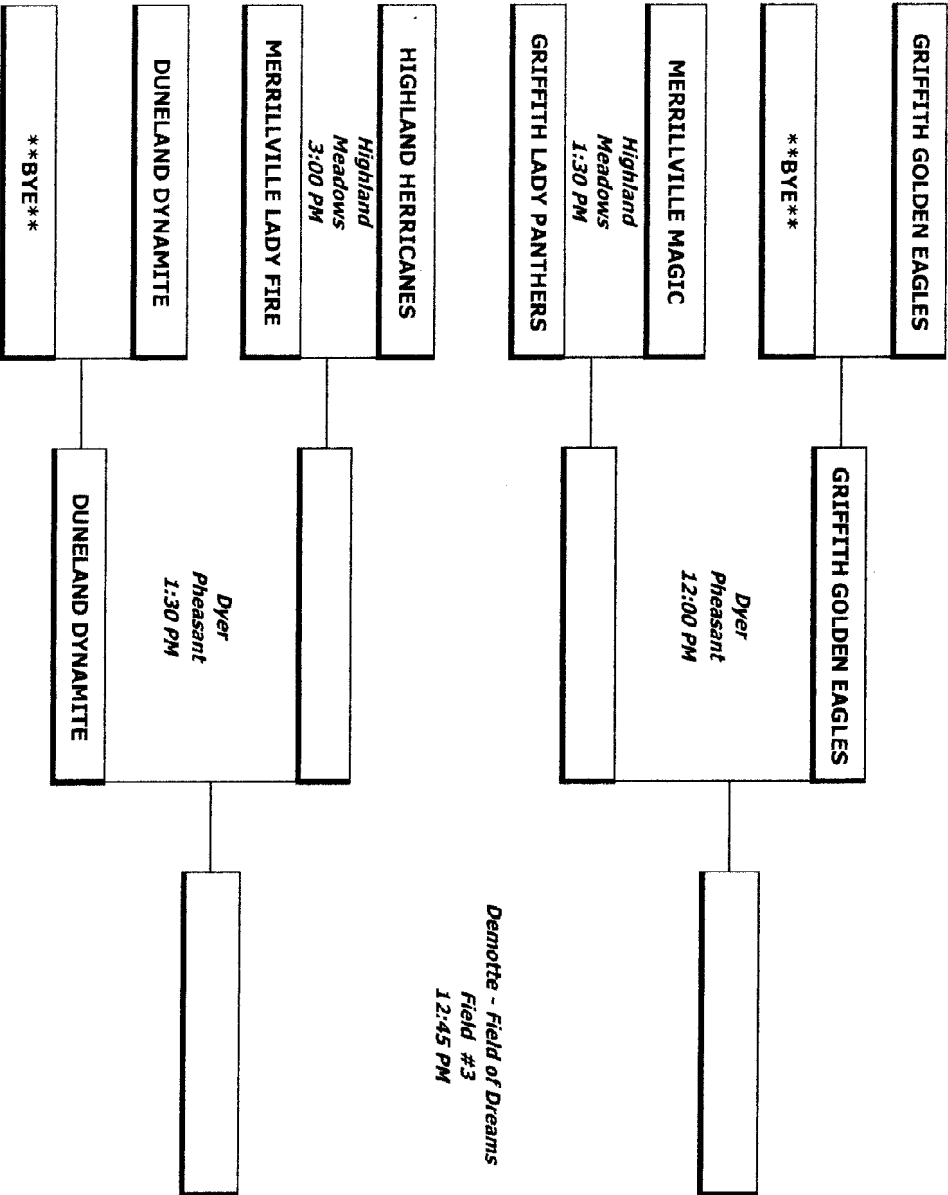 GRIFFITH GOLDEN EAGLES
**BYE**
MERRILLVILLE MAGIC
Highland
Meadows
1:30 PM
GRIFFITH LADY PANTHERS
HIGHLAND HERRICANES
Highland
Meadows
3:00 PM
MERRILLVILLE LADY FIRE
DUNELAND DYNAMITE
**BYE**
GRIFFITH GOLDEN EAGLES
Dyer
Pheasant
12:00 PM
Dyer
Pheasant
1:30 PM
DUNELAND DYNAMITE
Demotte - Field of Dreams
Field #3
12:45 PM